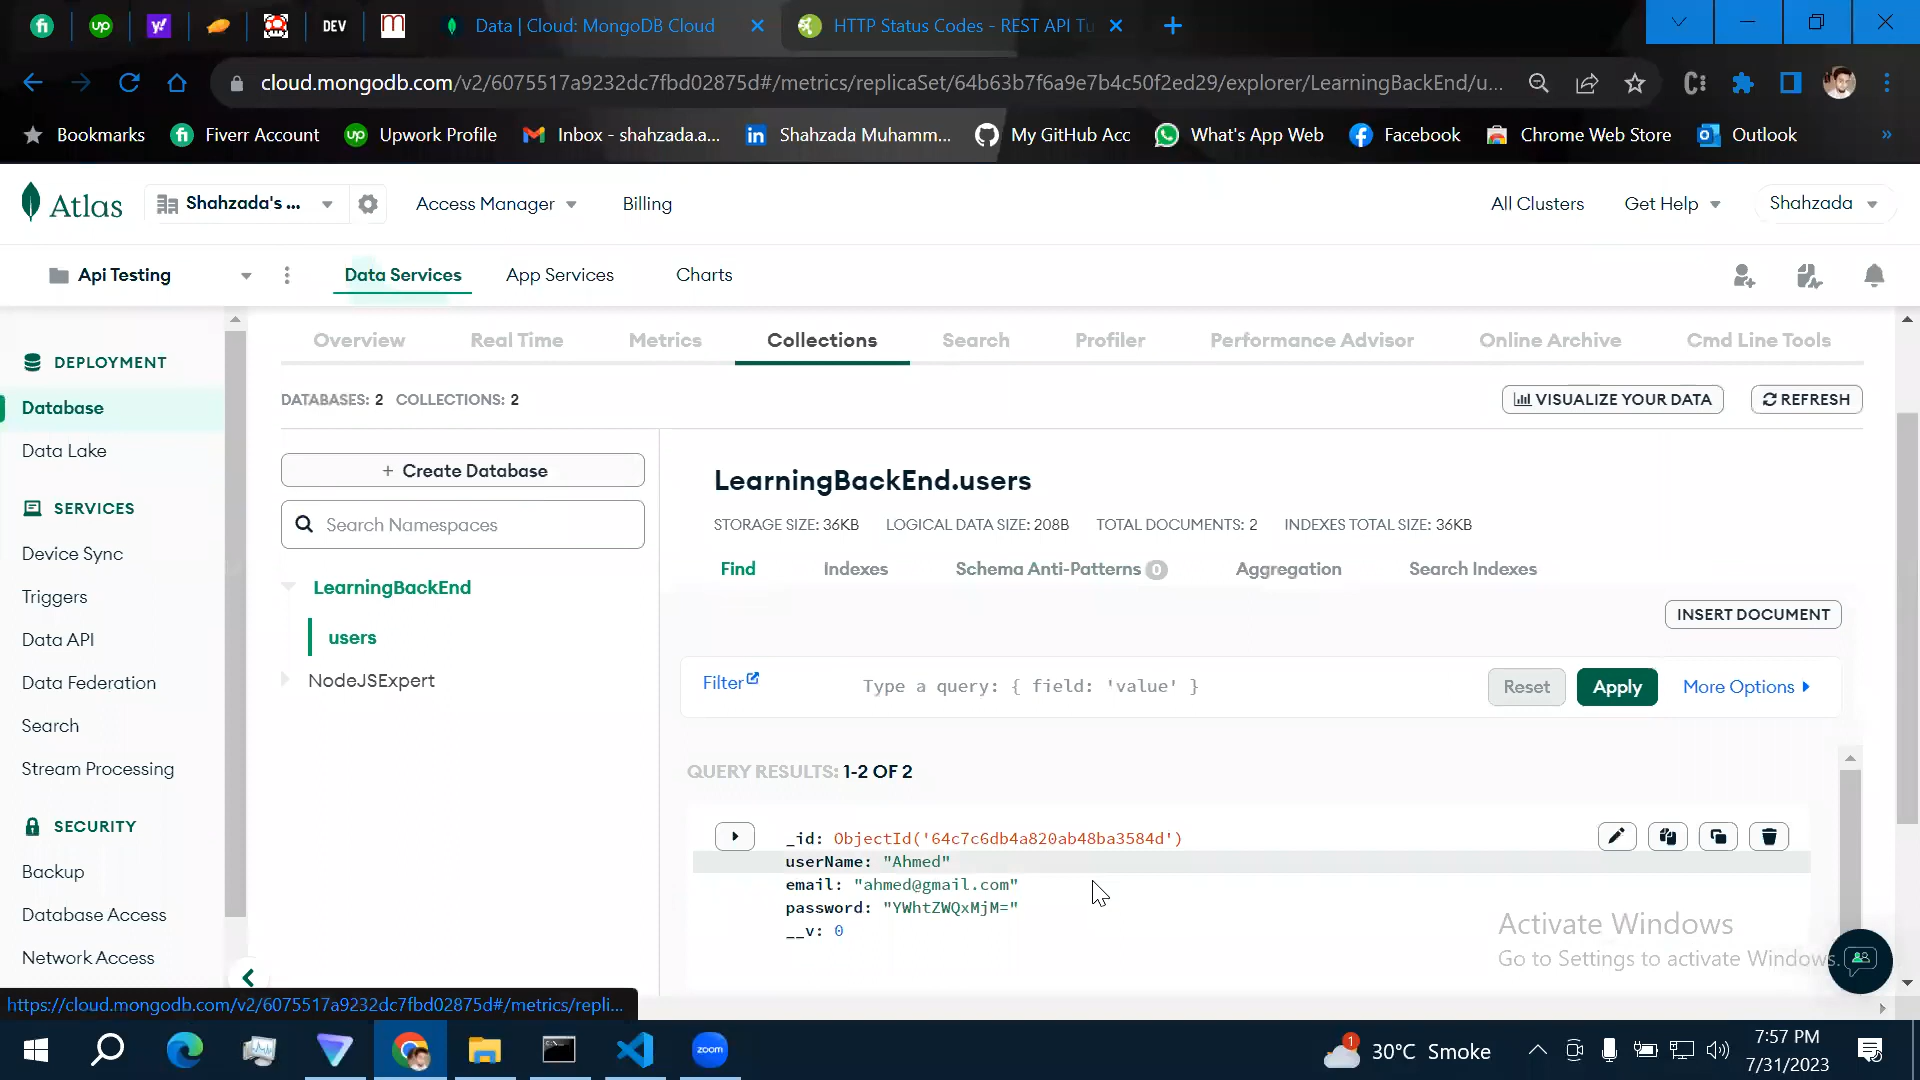 DEV
Data | Cloud: MongoDB Cloud
HTTP Status Codes - REST API Tu
cloud.mongodb.com/v2/6075517a9232dc7fbd02875d#/metrics/replicaSet/64b63b7f6a9e7b4c50f2ed29/explorer/LearningBackEnd/u...
Bookmarks
Fiverr Account
Upwork Profile
Inbox - shahzada.a...
Shahzada Muhamm...
My GitHub Acc
What's App Web
Facebook
Chrome Web Store
Outlook
Atlas
Shahzada's ...
Access Manager
Billing
All Clusters
Get Help
Shahzada
Api Testing
Data Services
App Services
Charts
DEPLOYMENT
Database
Data Lake
SERVICES
Device Sync
Triggers
Data API
Data Federation
Search
Stream Processing
SECURITY
Backup
Database Access
Network Access
Overview
Real Time
Metrics
Collections
Search
Profiler
Performance Advisor
Online Archive
Cmd Line Tools
DATABASES: 2 COLLECTIONS: 2
VISUALIZE YOUR DATA
REFRESH
+ Create Database
Search Namespaces
LearningBackEnd
users
NodeJSExpert
LearningBackEnd.users
STORAGE SIZE: 36KB
LOGICAL DATA SIZE: 208B
TOTAL DOCUMENTS: 2
INDEXES TOTAL SIZE: 36KB
Find
Indexes
Schema Anti-Patterns 0
Aggregation
Search Indexes
INSERT DOCUMENT
Filter
Type a query: { field: 'value' }
Reset
Apply
More Options
QUERY RESULTS: 1-2 OF 2
_id: ObjectId('64c7c6db4a820ab48ba3584d')
userName: "Ahmed"
email: "ahmed@gmail.com"
password: "YWhtZWQxMjM="
__v: 0
Activate Windows
Go to Settings to activate Windows.
https://cloud.mongodb.com/v2/6075517a9232dc7fbd02875d#/metrics/repli...
zoom
1
30°C Smoke
7:57 PM
7/31/2023